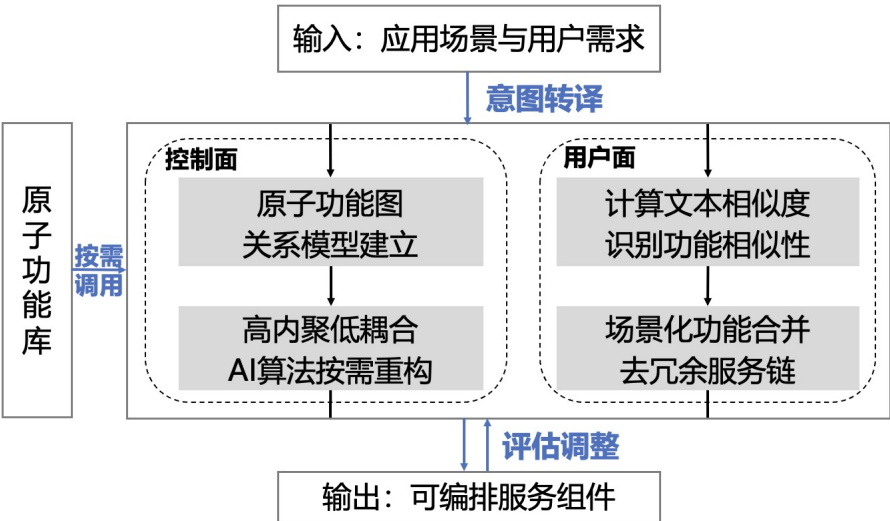 输入：应用场景与用户需求
意图转译
原子功能库
按需
调用
控制面
原子功能图
关系模型建立
高内聚低耦合
AI算法按需重构
用户面
计算文本相似度
识别功能相似性
场景化功能合并
去冗余服务链
评估调整
输出：可编排服务组件